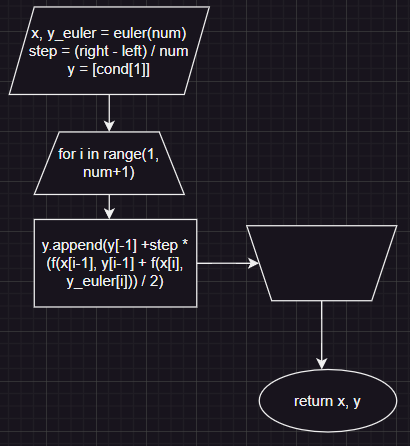 x, y_euler = euler(num)
step = (right - left) / num
y = [cond[1]]
for i in range(1,
num+1)
y.append(y[-1] +step *
(f(x[i-1], y[i-1] + f(x[i],
y_euler[i])) / 2)
return x, y